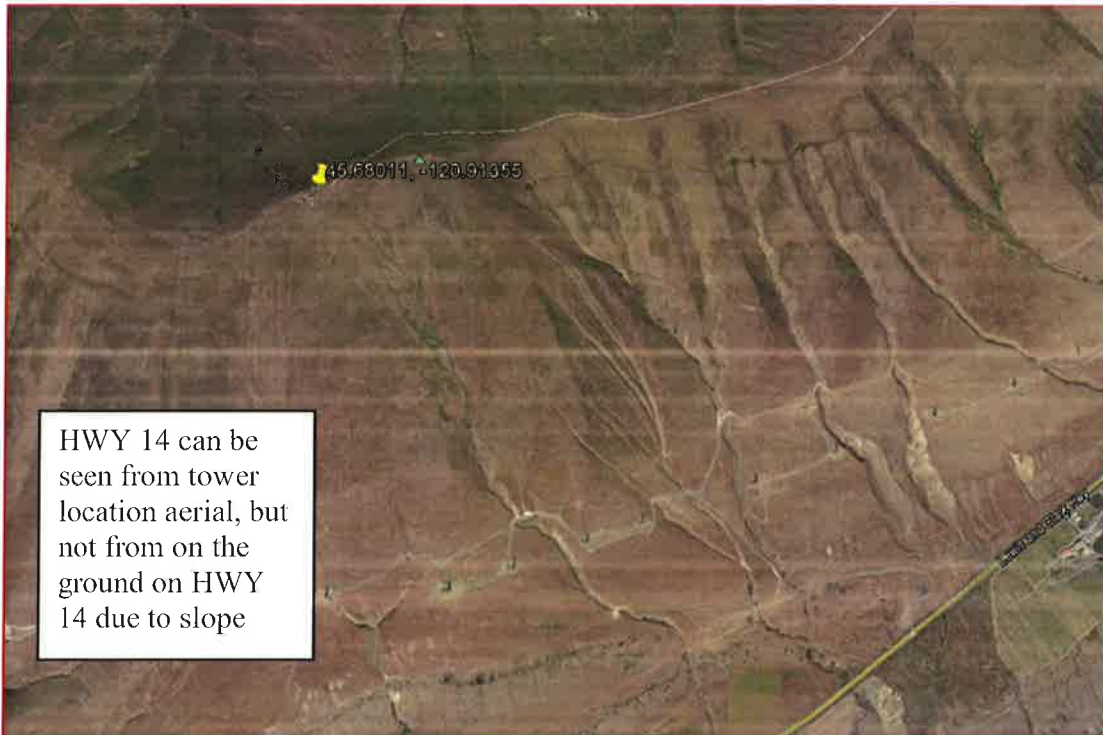 45.68011, -120.91355
HWY 14 can be
seen from tower
location aerial, but
not from on the
ground on HWY
14 due to slope